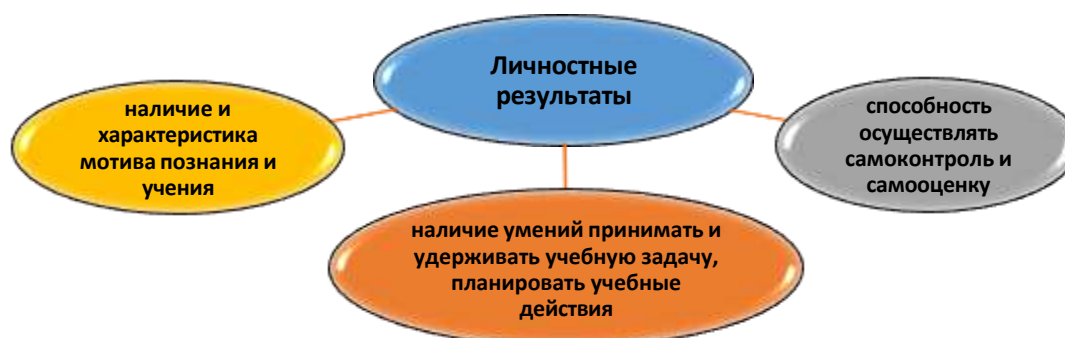 Личностные
результаты
наличие и
характеристика
мотива познания и
учения
способность
осуществлять
самоконтроль и
самооценку
наличие умений принимать и
удерживать учебную задачу,
планировать учебные
действия